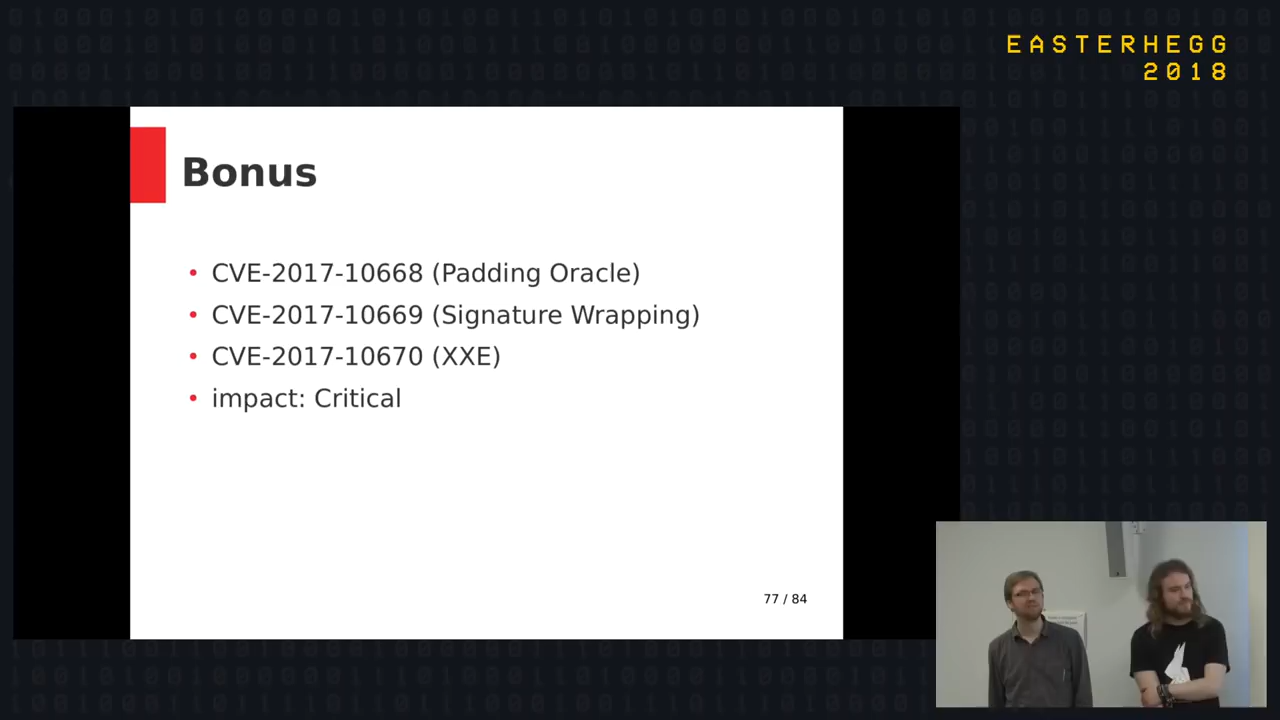 EASTERHEGG
2018
Bonus
• CVE-2017-10668 (Padding Oracle)
• CVE-2017-10669 (Signature Wrapping)
• CVE-2017-10670 (XXE)
• impact: Critical
77 / 84